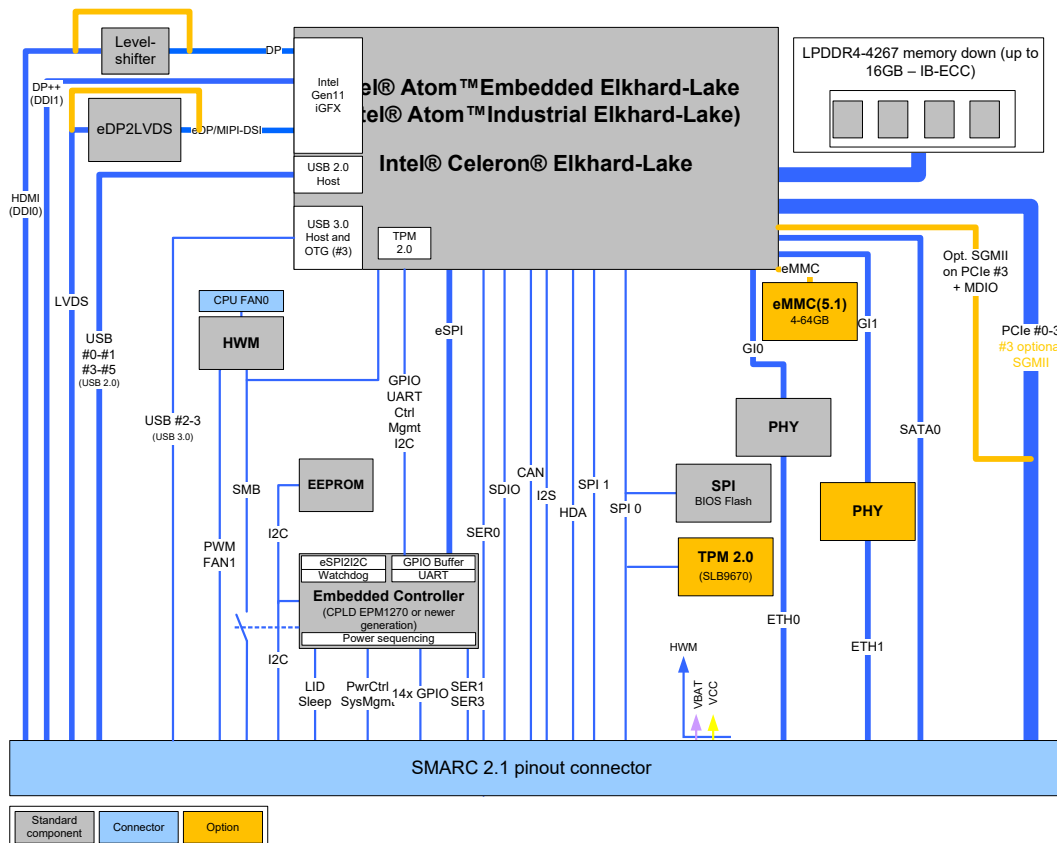 Level-
shifter
DP
DP++
(DDI1)
eDP2LVDS
eDP/MIPI-DSI
Intel
Gen11
iGFX
el® Atom™Embedded Elkhard-Lake
tel® Atom™Industrial Elkhard-Lake)
Intel® Celeron® Elkhard-Lake
USB 2.0
Host
USB 3.0
Host and
OTG (#3)
TPM
2.0
LPDDR4-4267 memory down (up to
16GB – IB-ECC)
HDMI
(DDI0)
LVDS
USB
#0-#1
#3-#5
(USB 2.0)
CPU FAN0
HWM
USB #2-3
(USB 3.0)
eSPI
GPIO
UART
Ctrl
Mgmt
I2C
eMMC
eMMC(5.1)
4-64GB
GI0
GI1
Opt. SGMII
on PCIe #3
+ MDIO
PCIe #0-3
#3 optiona
SGMII
PHY
SATA0
EEPROM
SMB
I2C
PWM
FAN1
SER0
SDIO
CAN
I2S
HDA
SPI 1
SPI 0
SPI
BIOS Flash
PHY
TPM 2.0
(SLB9670)
eSPI2I2C
Watchdog
GPIO Buffer
UART
Embedded Controller
(CPLD EPM1270 or newer
generation)
Power sequencing
I2C
LID
Sleep
PwrCtrl
SysMgmt
14x GPIO
SER1
SER3
HWM
VBAT
VCC
ETH0
ETH1
SMARC 2.1 pinout connector
Standard
component
Connector
Option